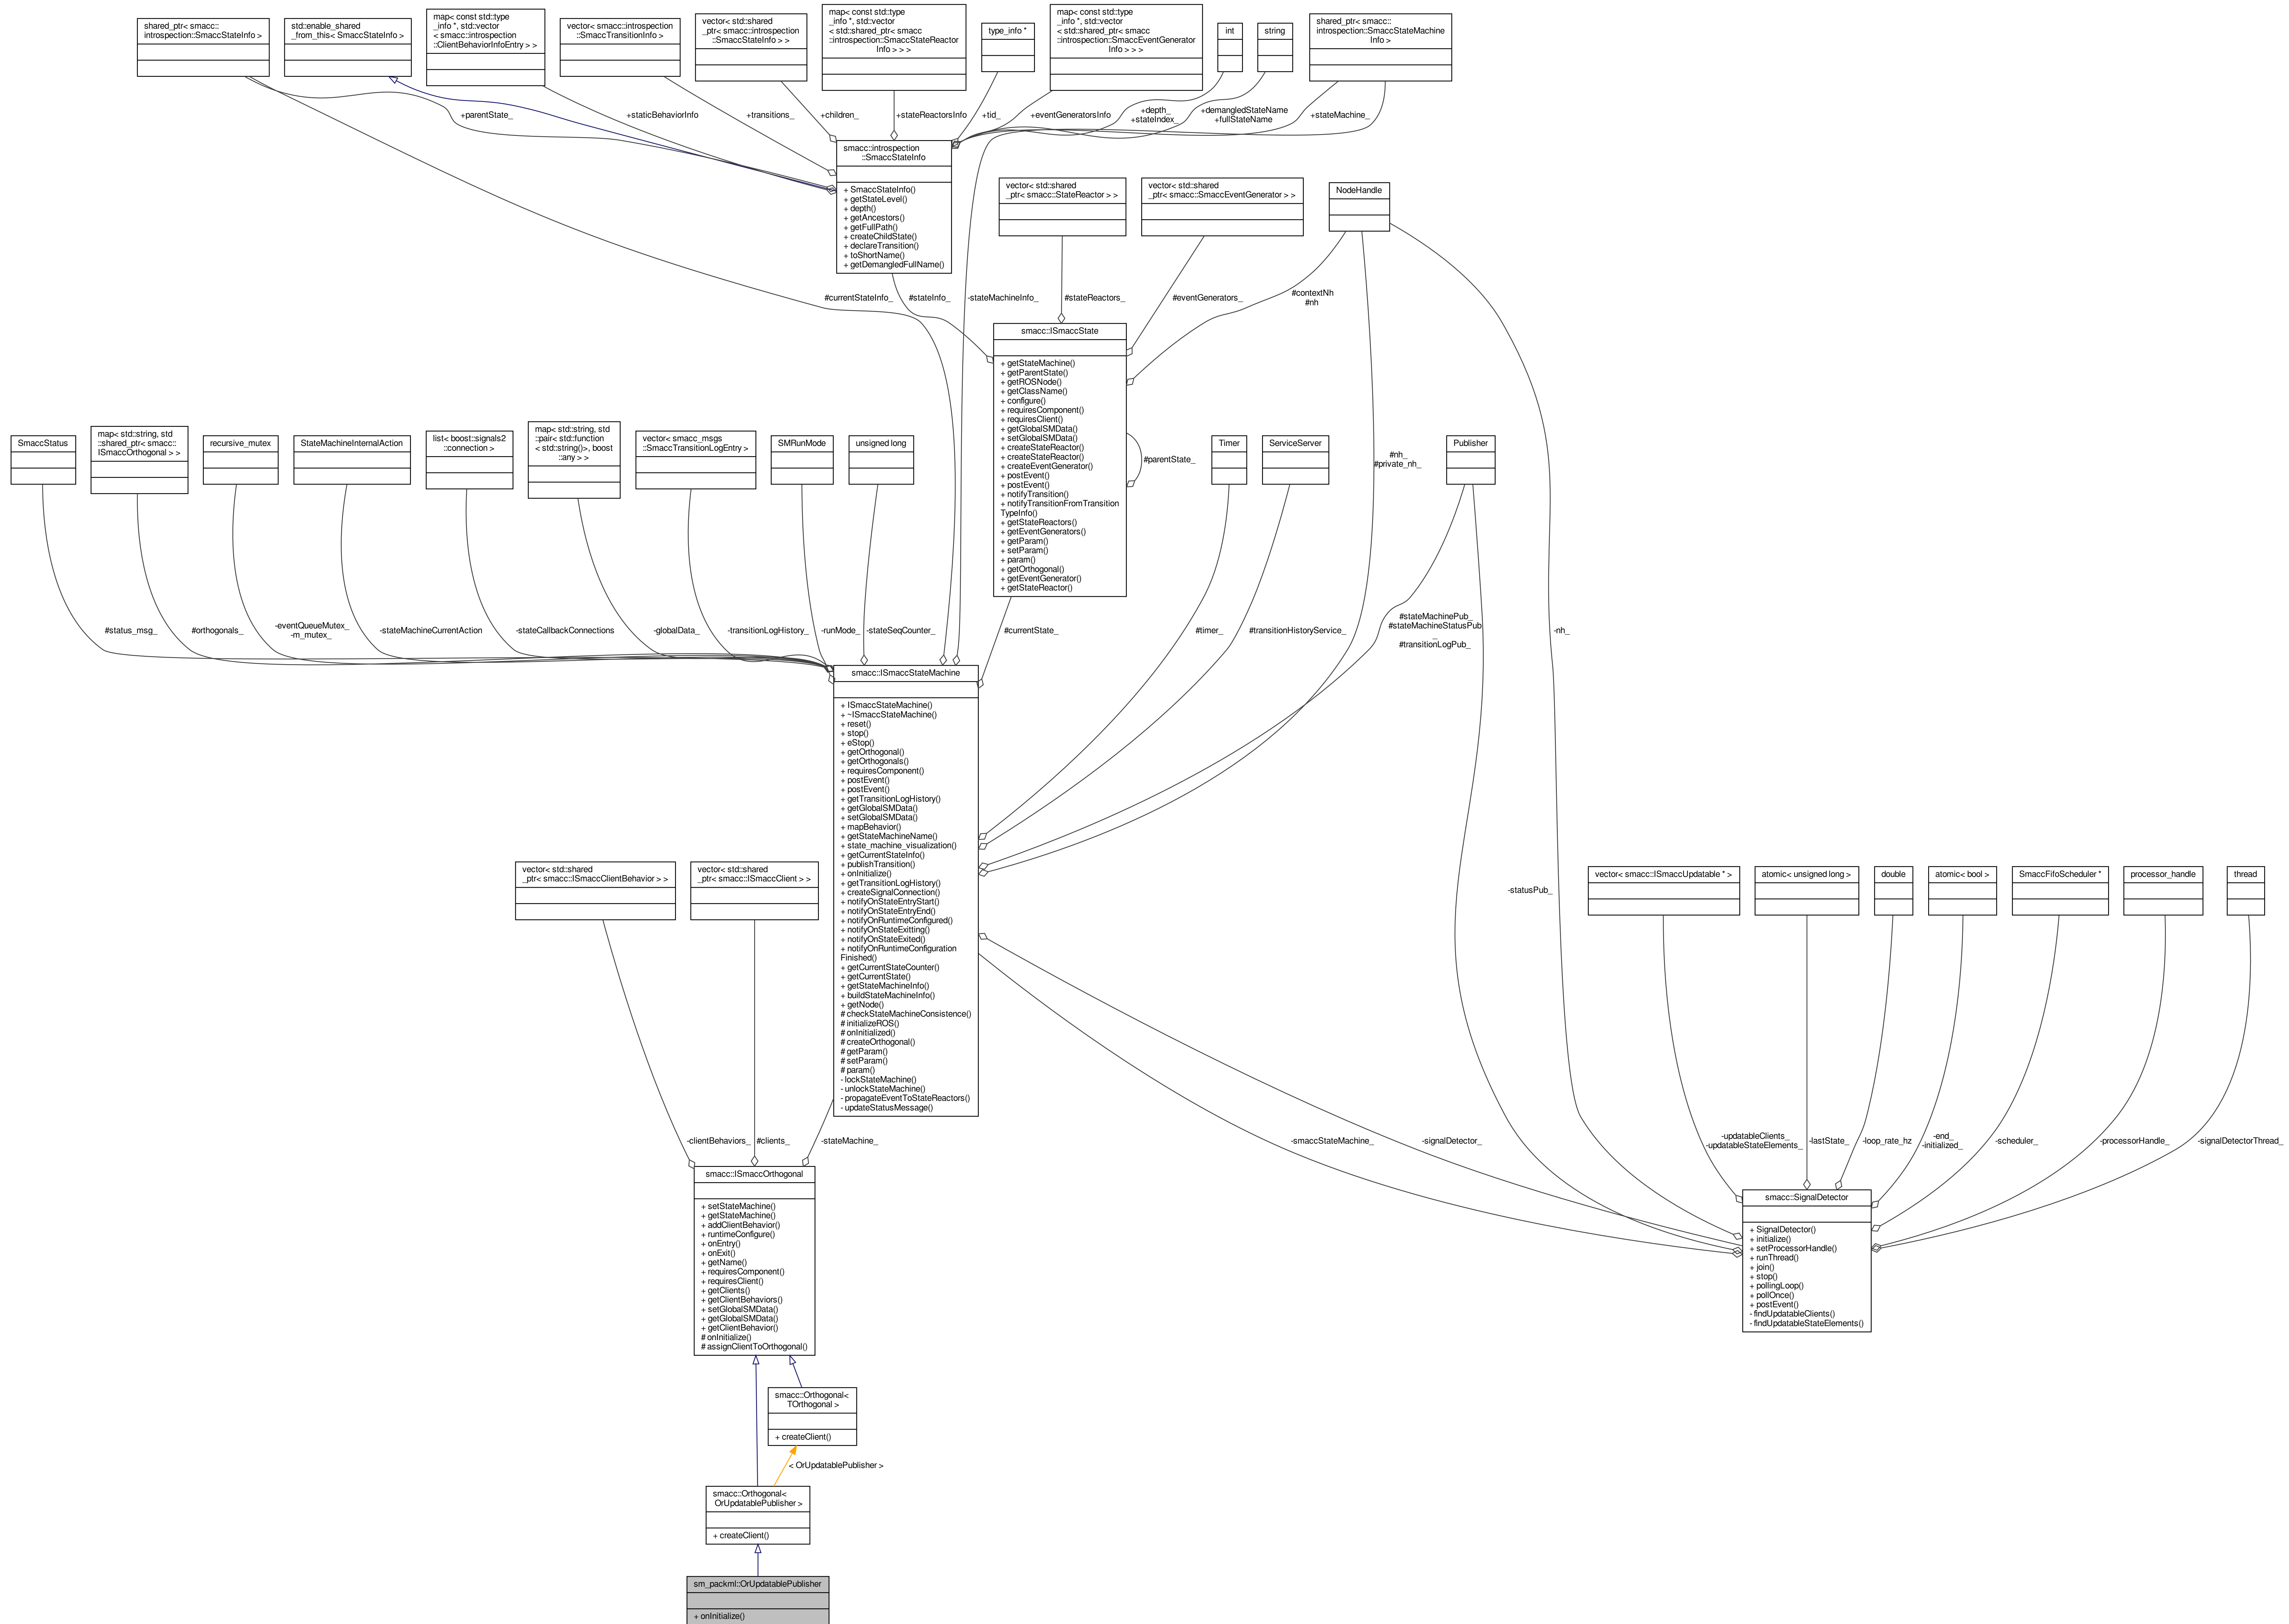 shared_ptr< smacc::
introspection::SmaccStateInfo >
std::enable_shared
_from_this< SmaccStateInfo >
map< const std::type
_info *, std::vector
< smacc::introspection
::ClientBehaviorInfoEntry > >
vector< smacc::introspection
::SmaccTransitionInfo >
vector< std::shared
_ptr< smacc::introspection
::SmaccStateInfo > >
map< const std::type
_info *, std::vector
< std::shared_ptr< smacc
::introspection::SmaccStateReactor
Info > > >
type_info *
map< const std::type
_info *, std::vector
< std::shared_ptr< smacc
::introspection::SmaccEventGenerator
Info > > >
int
string
shared_ptr< smacc::
introspection::SmaccStateMachine
Info >
+parentState_
+staticBehaviorInfo
+transitions_
+children_
+stateReactorsInfo
+tid_
+eventGeneratorsInfo
+depth_
+stateIndex_
+demangledStateName
+fullStateName
+stateMachine_
smacc::introspection
::SmaccStateInfo
+ SmaccStateInfo()
+ getStateLevel()
+ depth()
+ getAncestors()
+ getFullPath()
+ createChildState()
+ declareTransition()
+ toShortName()
+ getDemangledFullName()
vector< std::shared
_ptr< smacc::StateReactor > >
vector< std::shared
_ptr< smacc::SmaccEventGenerator > >
NodeHandle
#currentStateInfo_
#stateInfo_
-stateMachineInfo_
#stateReactors_
#eventGenerators_
#contextNh
#nh
smacc::ISmaccState
+ getStateMachine()
+ getParentState()
+ getROSNode()
+ getClassName()
+ configure()
+ requiresComponent()
+ requiresClient()
+ getGlobalSMData()
+ setGlobalSMData()
+ createStateReactor()
+ createStateReactor()
+ createEventGenerator()
+ postEvent()
+ postEvent()
+ notifyTransition()
+ notifyTransitionFromTransition
TypeInfo()
+ getStateReactors()
+ getEventGenerators()
+ getParam()
+ setParam()
+ param()
+ getOrthogonal()
+ getEventGenerator()
+ getStateReactor()
#parentState_
SmaccStatus
map< std::string, std
::shared_ptr< smacc::
ISmaccOrthogonal > >
recursive_mutex
StateMachineInternalAction
list< boost::signals2
::connection >
map< std::string, std
::pair< std::function
< std::string()>, boost
::any > >
vector< smacc_msgs
::SmaccTransitionLogEntry >
SMRunMode
unsigned long
Timer
ServiceServer
Publisher
#nh_
#private_nh_
#status_msg_
#orthogonals_
-eventQueueMutex_
-m_mutex_
-stateMachineCurrentAction
-stateCallbackConnections
-globalData_
-transitionLogHistory_
-runMode_
-stateSeqCounter_
#currentState_
#timer_
#transitionHistoryService_
#stateMachinePub_
#stateMachineStatusPub
_
#transitionLogPub_
-nh_
smacc::ISmaccStateMachine
+ ISmaccStateMachine()
+ ~ISmaccStateMachine()
+ reset()
+ stop()
+ eStop()
+ getOrthogonal()
+ getOrthogonals()
+ requiresComponent()
+ postEvent()
+ postEvent()
+ getTransitionLogHistory()
+ getGlobalSMData()
+ setGlobalSMData()
+ mapBehavior()
+ getStateMachineName()
+ state_machine_visualization()
+ getCurrentStateInfo()
+ publishTransition()
+ onInitialize()
+ getTransitionLogHistory()
+ createSignalConnection()
+ notifyOnStateEntryStart()
+ notifyOnStateEntryEnd()
+ notifyOnRuntimeConfigured()
+ notifyOnStateExitting()
+ notifyOnStateExited()
+ notifyOnRuntimeConfiguration
Finished()
+ getCurrentStateCounter()
+ getCurrentState()
+ getStateMachineInfo()
+ buildStateMachineInfo()
+ getNode()
# checkStateMachineConsistence()
# initializeROS()
# onInitialized()
# createOrthogonal()
# getParam()
# setParam()
# param()
- lockStateMachine()
- unlockStateMachine()
- propagateEventToStateReactors()
- updateStatusMessage()
vector< std::shared
_ptr< smacc::ISmaccClientBehavior > >
vector< std::shared
_ptr< smacc::ISmaccClient > >
-statusPub_
vector< smacc::ISmaccUpdatable * >
atomic< unsigned long >
double
atomic< bool >
SmaccFifoScheduler *
processor_handle
thread
-clientBehaviors_
#clients_
-stateMachine_
-smaccStateMachine_
-signalDetector_
-updatableClients_
-updatableStateElements_
-lastState_
-loop_rate_hz
-end_
-initialized_
-scheduler_
-processorHandle_
-signalDetectorThread_
smacc::ISmaccOrthogonal
+ setStateMachine()
+ getStateMachine()
+ addClientBehavior()
+ runtimeConfigure()
+ onEntry()
+ onExit()
+ getName()
+ requiresComponent()
+ requiresClient()
+ getClients()
+ getClientBehaviors()
+ setGlobalSMData()
+ getGlobalSMData()
+ getClientBehavior()
# onInitialize()
# assignClientToOrthogonal()
smacc::SignalDetector
+ SignalDetector()
+ initialize()
+ setProcessorHandle()
+ runThread()
+ join()
+ stop()
+ pollingLoop()
+ pollOnce()
+ postEvent()
- findUpdatableClients()
- findUpdatableStateElements()
smacc::Orthogonal<
TOrthogonal >
+ createClient()
< OrUpdatablePublisher >
smacc::Orthogonal<
OrUpdatablePublisher >
+ createClient()
sm_packml::OrUpdatablePublisher
+ onInitialize()